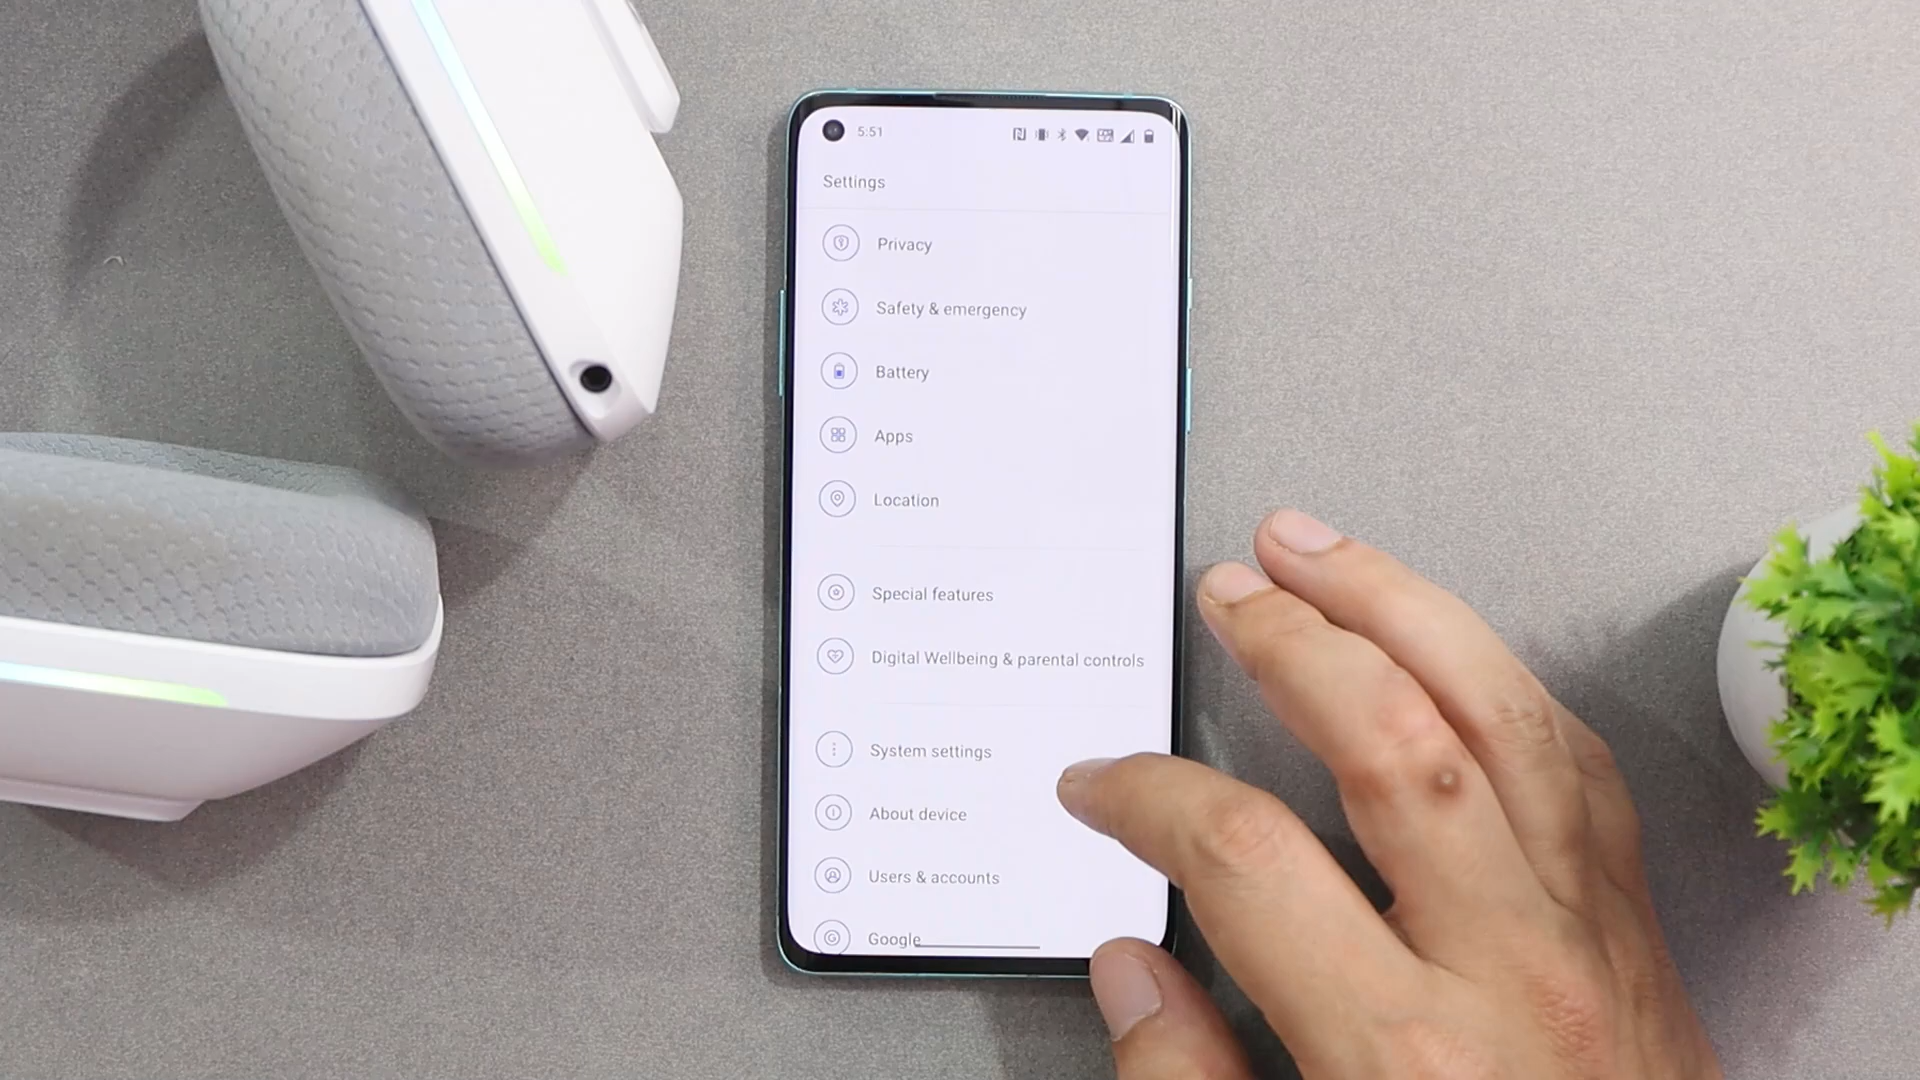 5:51
Settings
Privacy
Safety & emergency
Battery
Apps
Location
Special features
Digital Wellbeing & parental controls
System settings
About device
Users & accounts
Google